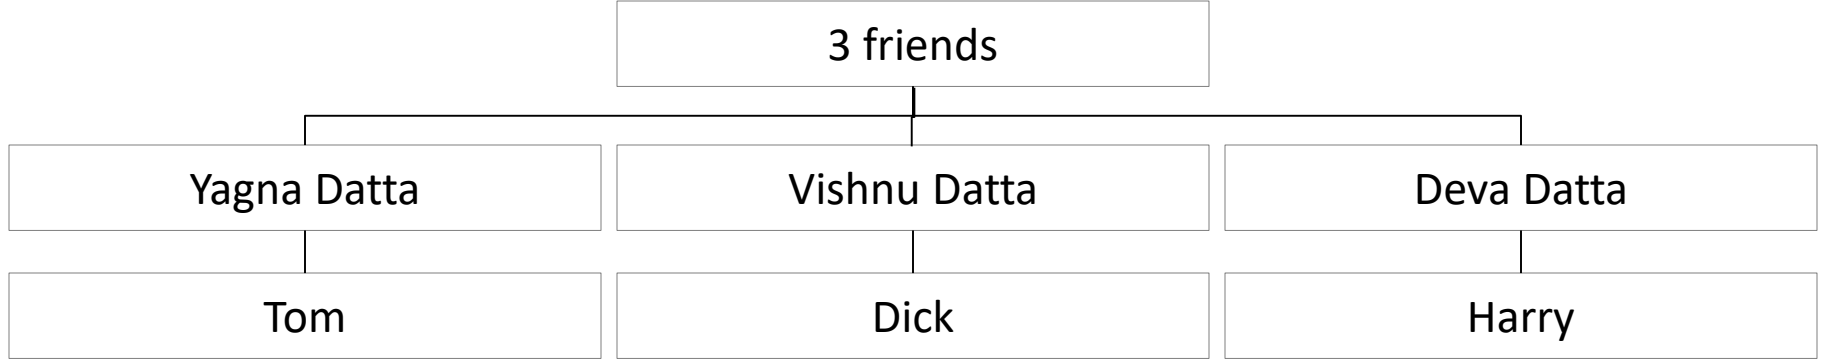 3 friends
Yagna Datta
Vishnu Datta
Deva Datta
Tom
Dick
Harry